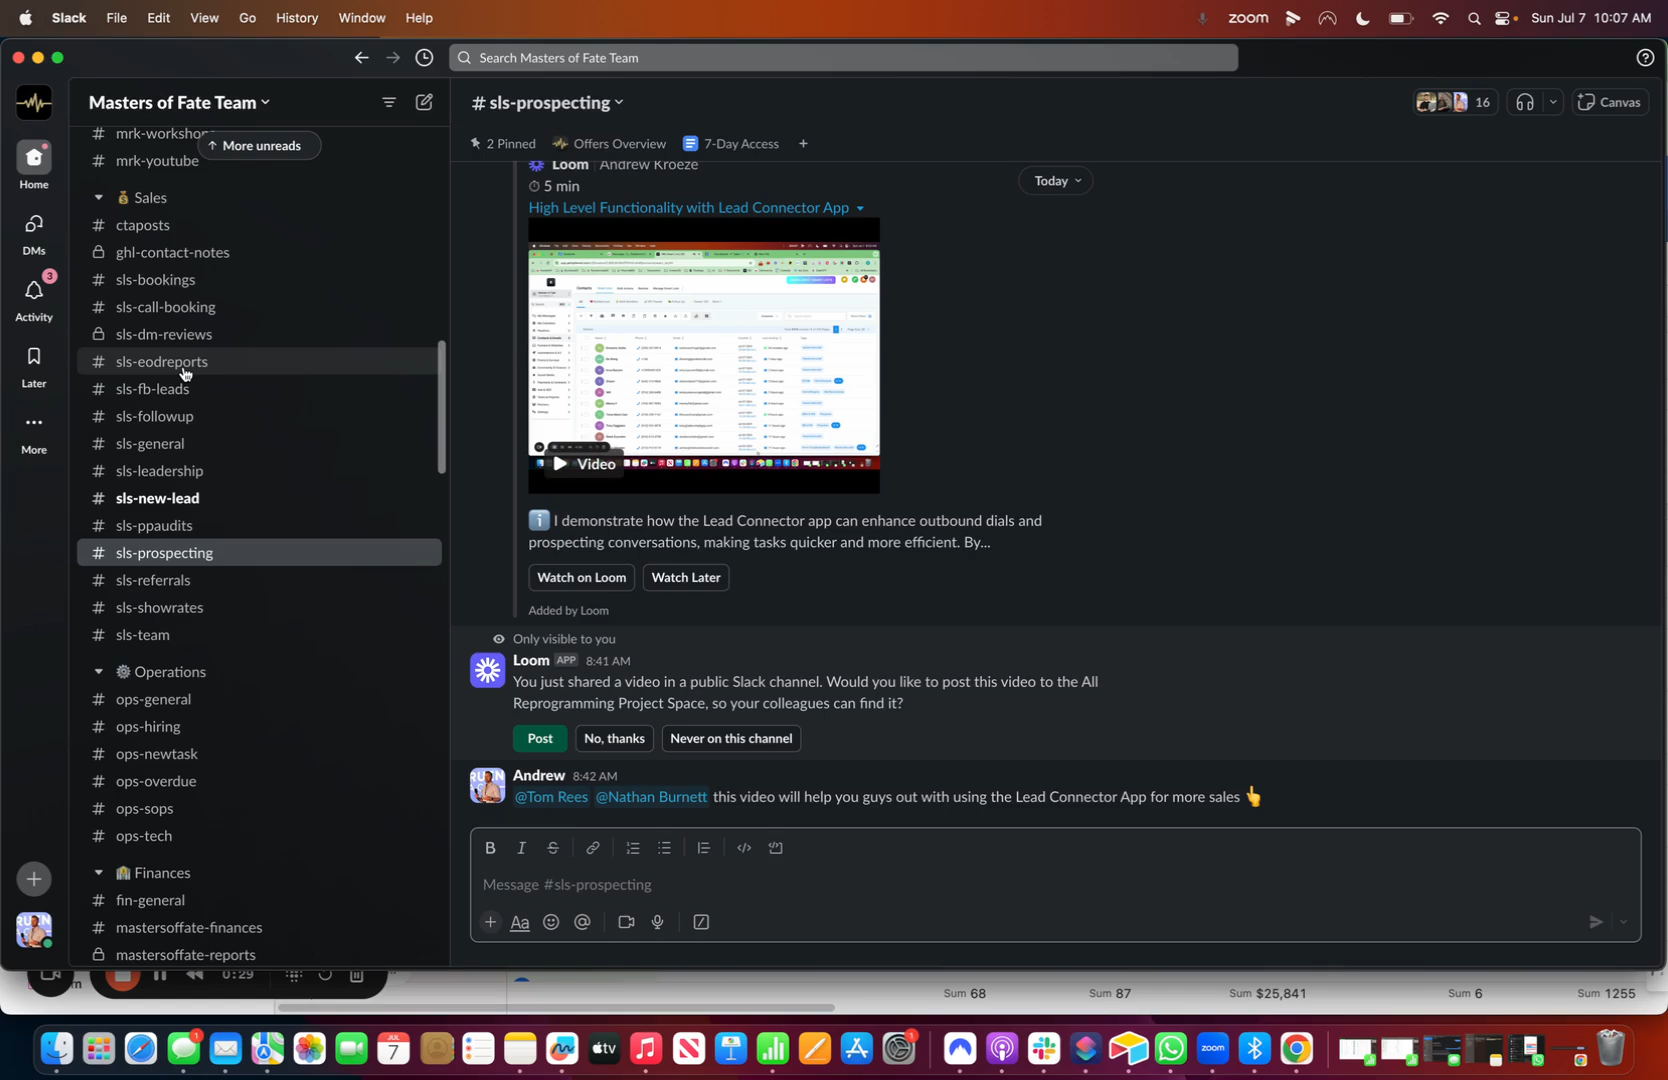 Slack File Edit View Go History Window Help
zoom
Sun Jul 7 10:07 AM
Search Masters of Fate Team
Masters of Fate Team
mrk-workshops
More unreads
mrk-youtube
Sales
# ctaposts
ghl-contact-notes
# sls-bookings
# sls-call-booking
sls-dm-reviews
# sls-eodreports
# sls-fb-leads
# sls-followup
# sls-general
# sls-leadership
# sls-new-lead
# sls-ppaudits
# sls-prospecting
# sls-referrals
# sls-showrates
# sls-team
Operations
# ops-general
# ops-hiring
# ops-newtask
# ops-overdue
# ops-sops
# ops-tech
Finances
# fin-general
# mastersoffate-finances
mastersoffate-reports
Home
DMs
3
Activity
Later
More
# sls-prospecting
16
Canvas
2 Pinned Offers Overview 7-Day Access
Loom Andrew Kroeze
Today
5 min
High Level Functionality with Lead Connector App
Video
I demonstrate how the Lead Connector app can enhance outbound dials and
prospecting conversations, making tasks quicker and more efficient. By...
Watch on Loom Watch Later
Added by Loom
Only visible to you
Loom APP 8:41 AM
You just shared a video in a public Slack channel. Would you like to post this video to the All
Reprogramming Project Space, so your colleagues can find it?
Post No, thanks Never on this channel
Andrew 8:42 AM
@Tom Rees @Nathan Burnett this video will help you guys out with using the Lead Connector App for more sales
Message #sls-prospecting
Aa
0:29
Sum 68 Sum 87 Sum $25,841 Sum 6 Sum 1255
JUL
7
tv
zoom
1
1